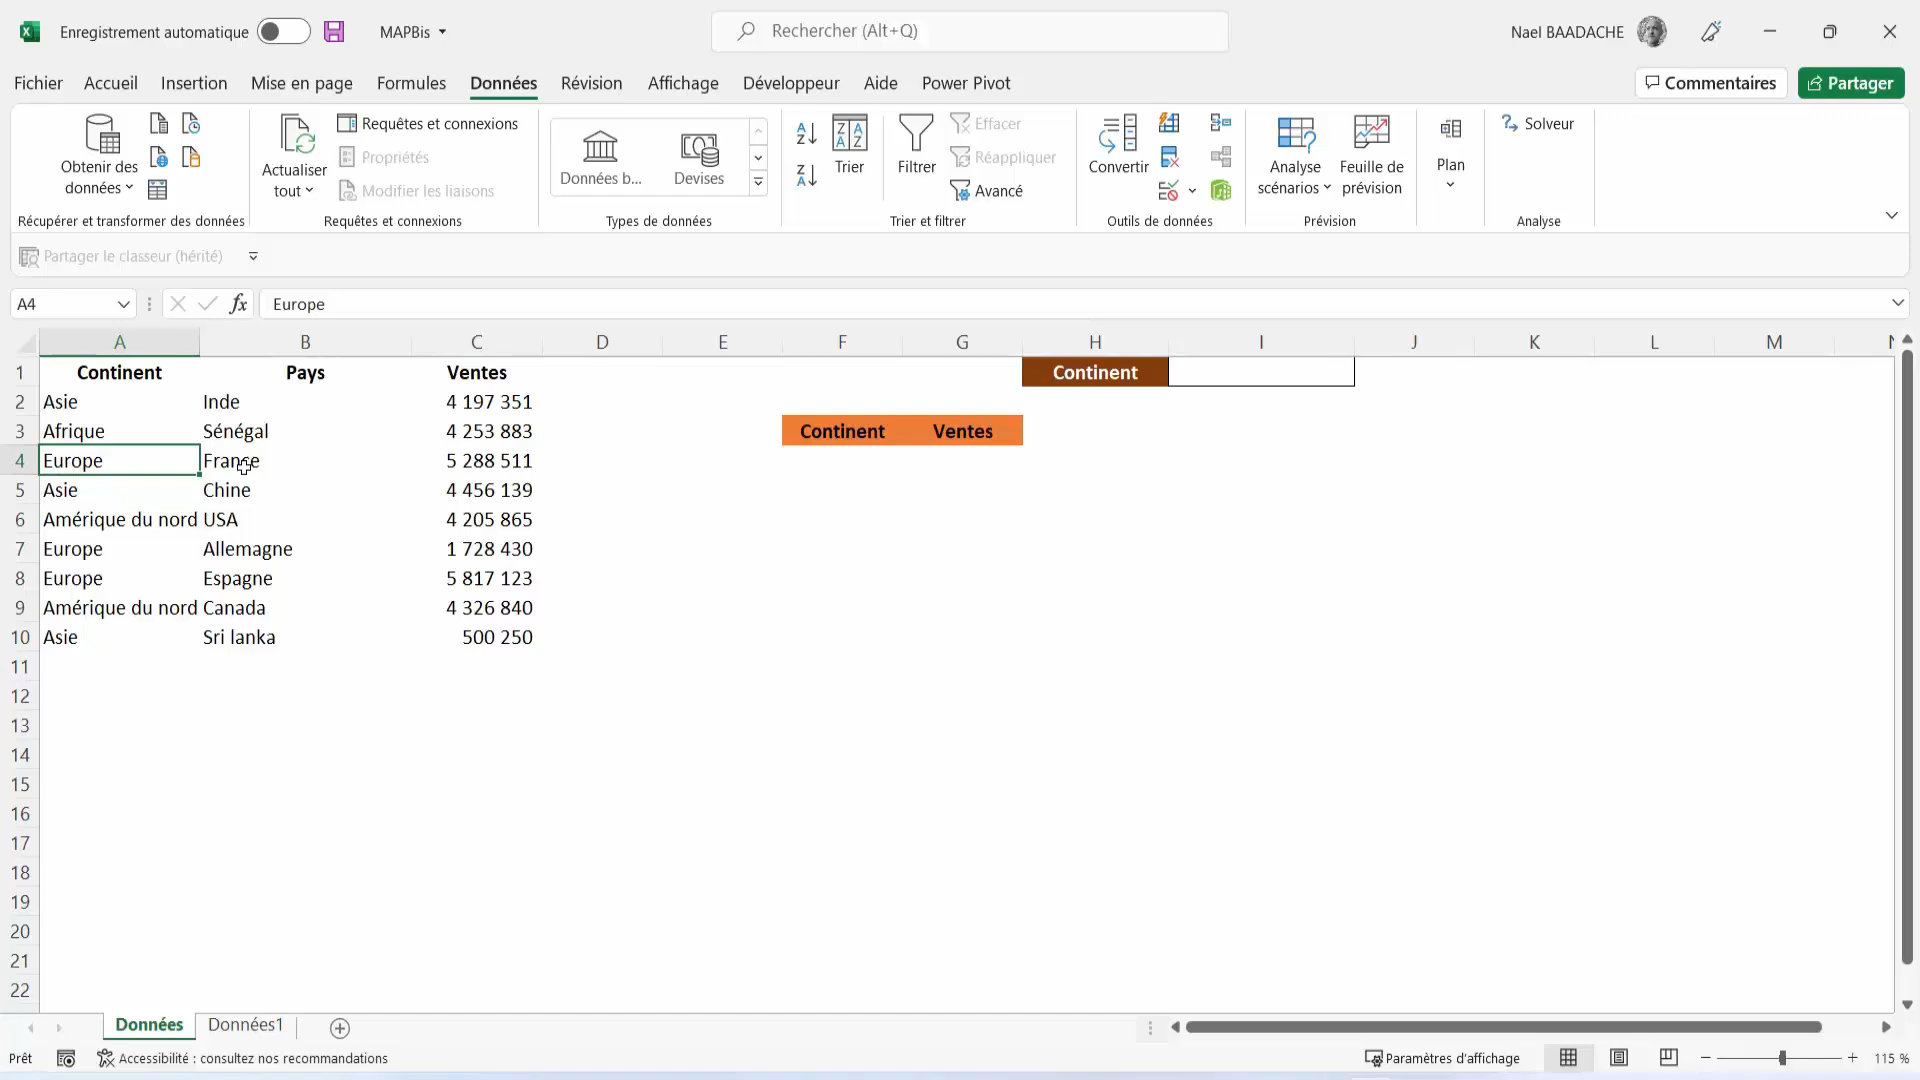 Enregistrement automatique MAPBis Rechercher (Alt+Q) Nael BAADACHE
Fichier Accueil Insertion Mise en page Formules Données Révision Affichage Développeur Aide Power Pivot Commentaires Partager
Obtenir des données
Actualiser tout
Requêtes et connexions
Propriétés
Modifier les liaisons
Données b...
Devises
Trier
Filtrer
Effacer
Réappliquer
Avancé
Convertir
Analyse scénarios
Feuille de prévision
Plan
Solveur
Récupérer et transformer des données Requêtes et connexions Types de données Trier et filtrer Outils de données Prévision Analyse
Partager le classeur (hérité)
A4 fx Europe
A B C D E F G H I J K L M N
1 Continent Pays Ventes Continent
2 Asie Inde 4 197 351
3 Afrique Sénégal 4 253 883 Continent Ventes
4 Europe France 5 288 511
5 Asie Chine 4 456 139
6 Amérique du nord USA 4 205 865
7 Europe Allemagne 1 728 430
8 Europe Espagne 5 817 123
9 Amérique du nord Canada 4 326 840
10 Asie Sri lanka 500 250
11
12
13
14
15
16
17
18
19
20
21
22
Données Données1
Prêt Accessibilité : consultez nos recommandations Paramètres d'affichage 115 %